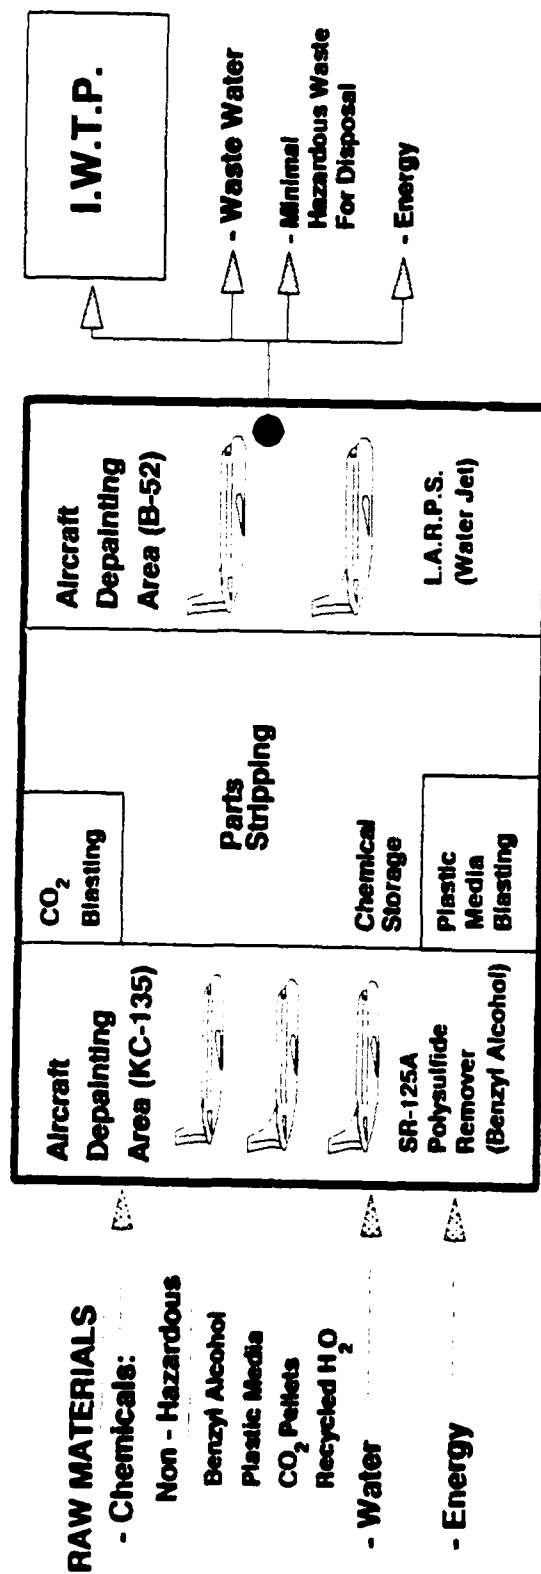 RAW MATERIALS
- Chemicals:
Non - Hazardous
Benzyl Alcohol
Plastic Media
CO2 Pellets
Recycled H O2
- Water
- Energy
Aircraft
Depainting
Area (KC-135)
SR-125A
Polysulfide
Remover
(Benzyl Alcohol)
CO2
Blasting
Parts
Stripping
Chemical
Storage
Plastic
Media
Blasting
Aircraft
Depainting
Area (B-52)
L.A.R.P.S.
(Water Jet)
I.W.T.P.
- Waste Water
- Minimal
Hazardous Waste
For Disposal
- Energy